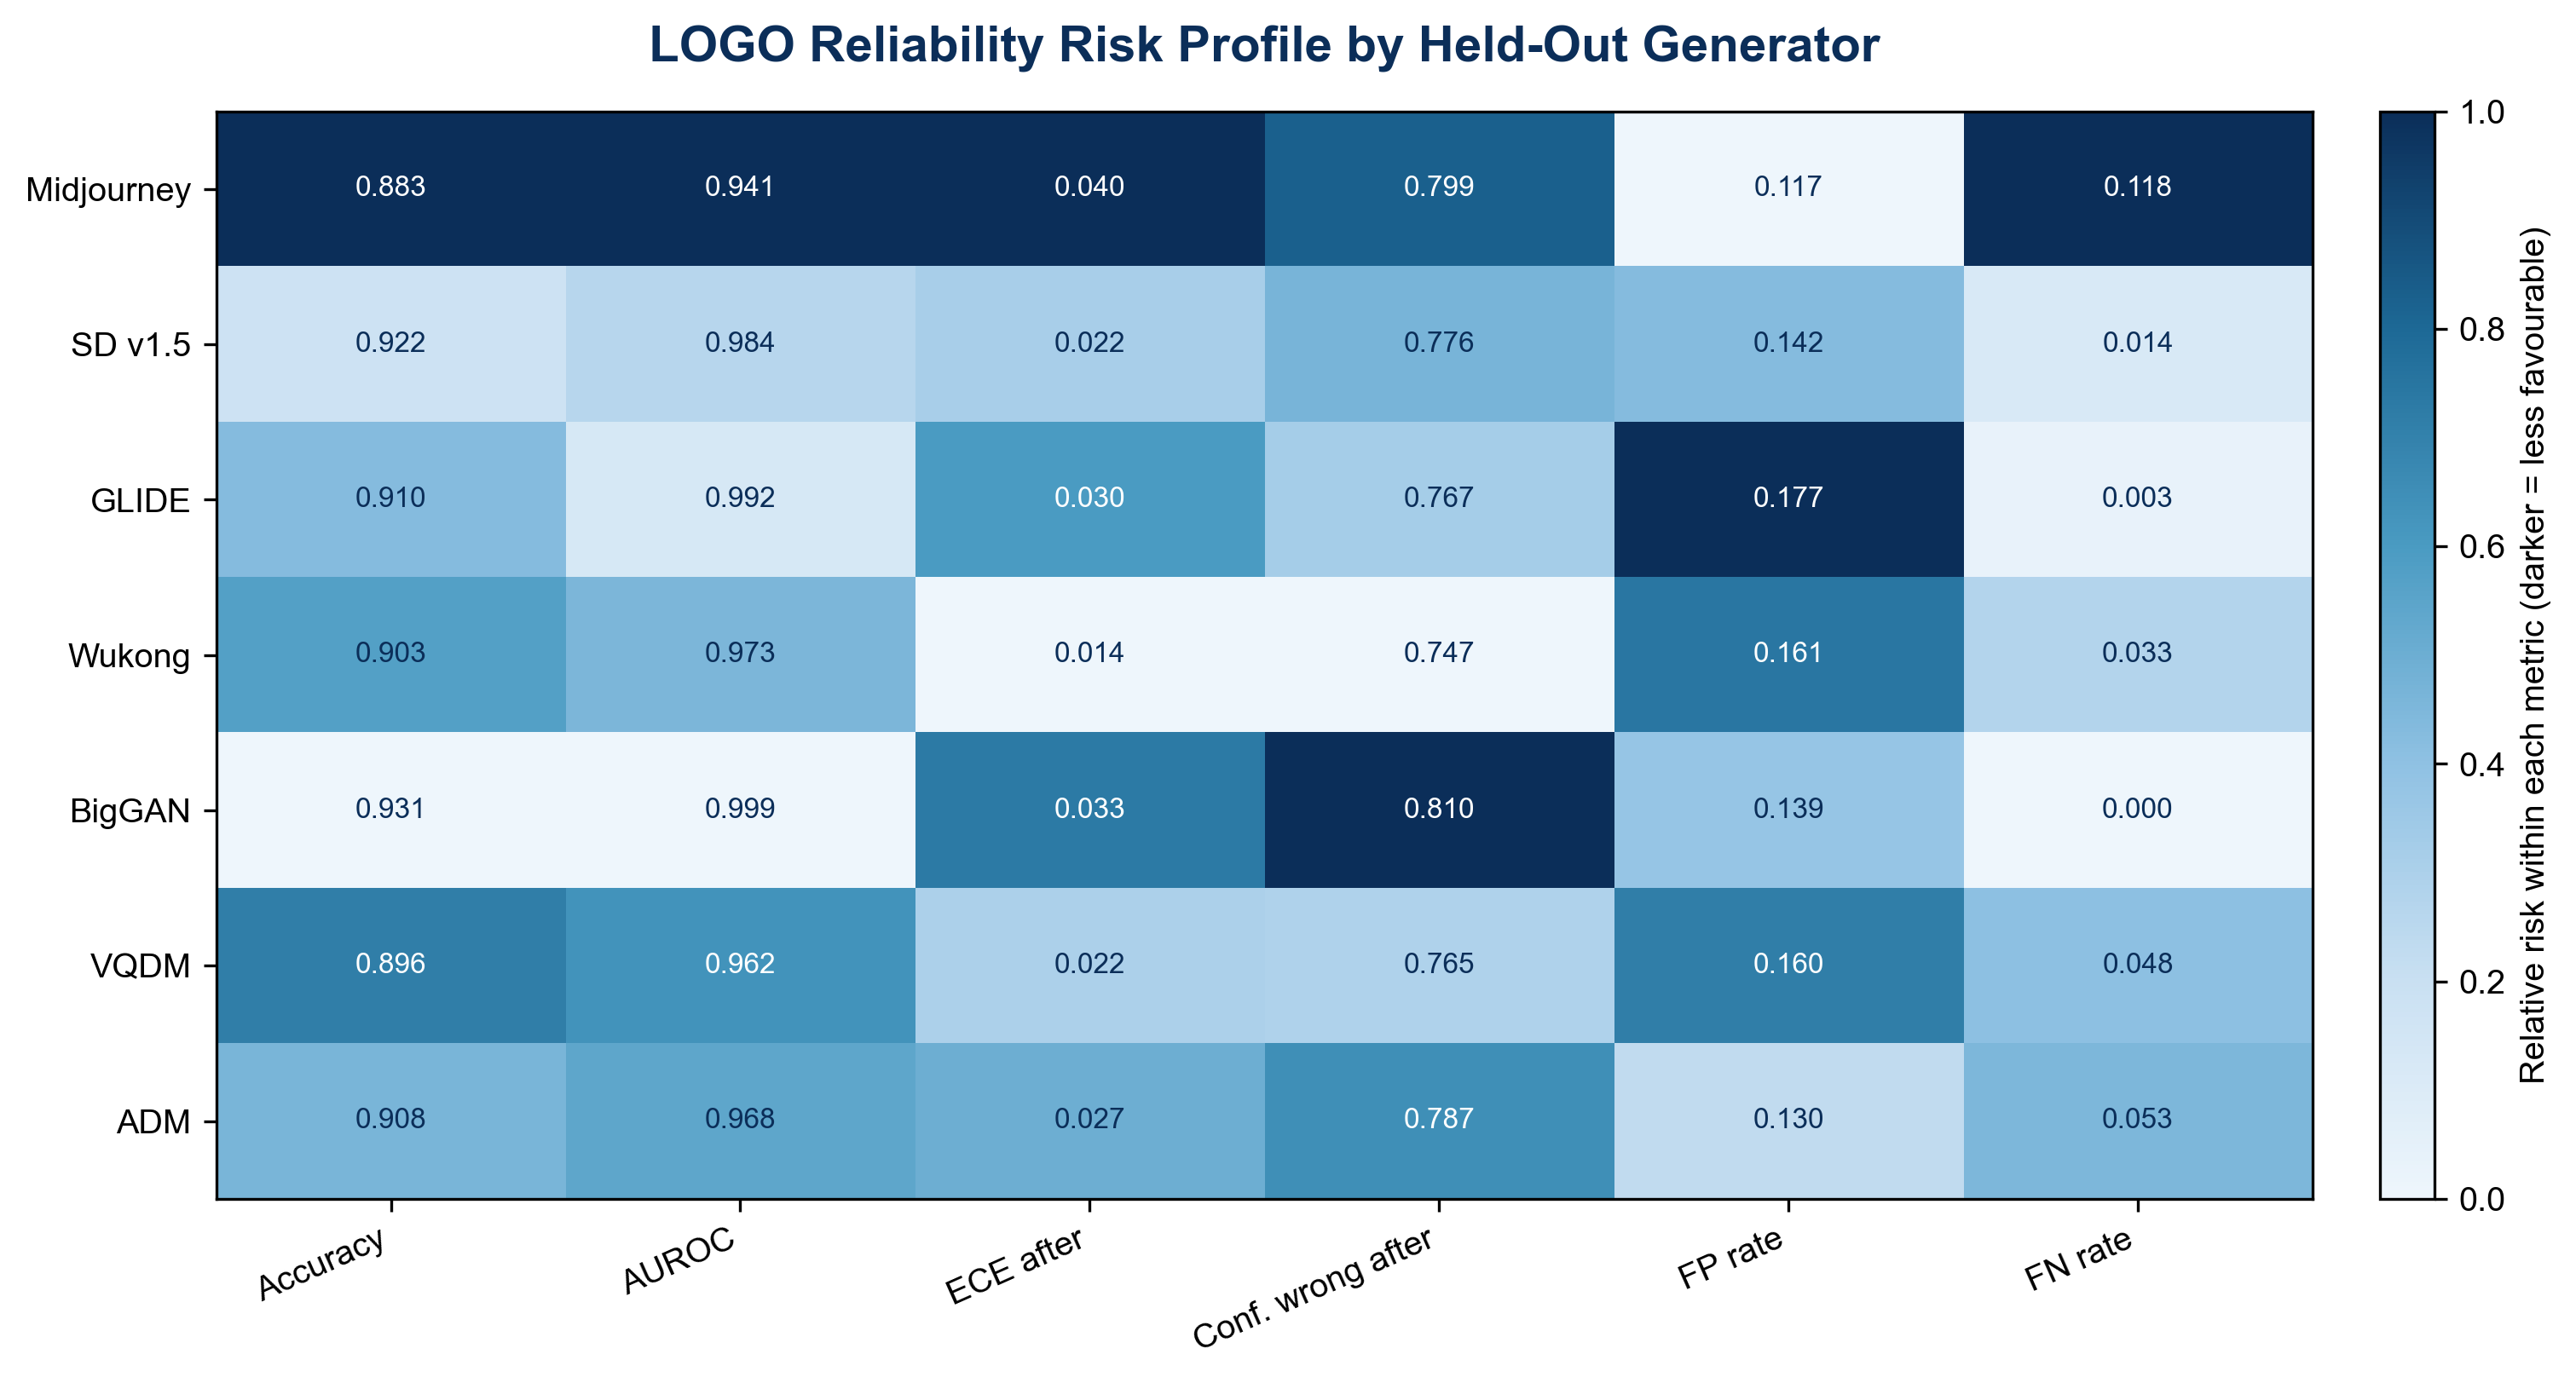 LOGO Reliability Risk Profile by Held-Out Generator
Midjourney 0.883 0.941 0.040 0.799 0.117 0.118
SD v1.5 0.922 0.984 0.022 0.776 0.142 0.014
GLIDE 0.910 0.992 0.030 0.767 0.177 0.003
Wukong 0.903 0.973 0.014 0.747 0.161 0.033
BigGAN 0.931 0.999 0.033 0.810 0.139 0.000
VQDM 0.896 0.962 0.022 0.765 0.160 0.048
ADM 0.908 0.968 0.027 0.787 0.130 0.053
Accuracy AUROC ECE after Conf. wrong after FP rate FN rate
1.0
0.8
0.6
0.4
0.2
0.0
Relative risk within each metric (darker = less favourable)